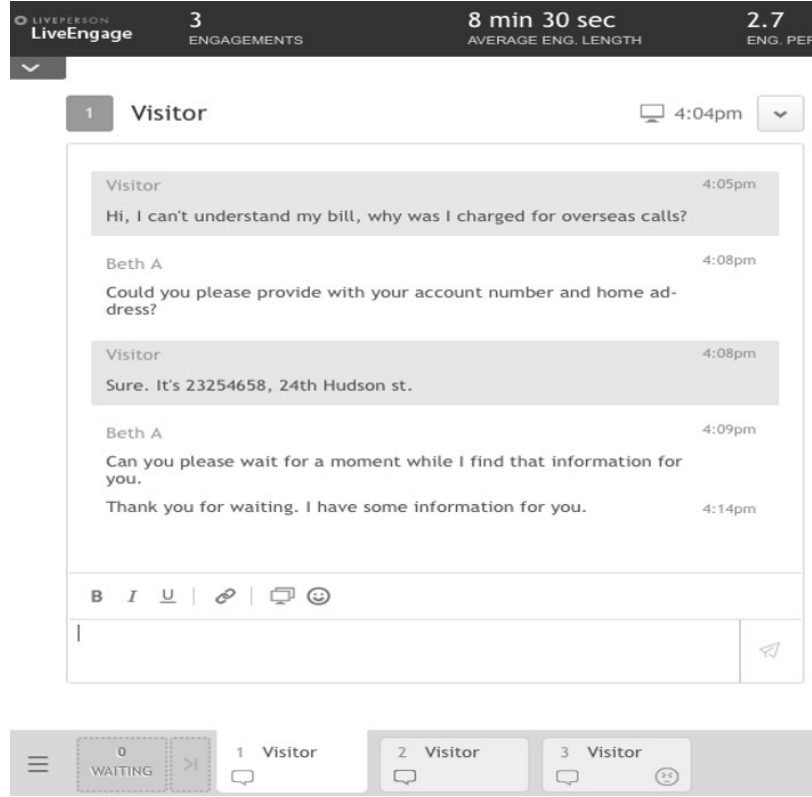 LIVEPERSON
LiveEngage
3
ENGAGEMENTS
8 min 30 sec
AVERAGE ENG. LENGTH
2.7
ENG. PER
1 Visitor 4:04pm
Visitor 4:05pm
Hi, I can't understand my bill, why was I charged for overseas calls?
Beth A 4:08pm
Could you please provide with your account number and home ad-
dress?
Visitor 4:08pm
Sure. It's 23254658, 24th Hudson st.
Beth A 4:09pm
Can you please wait for a moment while I find that information for
you.
Thank you for waiting. I have some information for you. 4:14pm
B I U
0
WAITING
1 Visitor
2 Visitor
3 Visitor